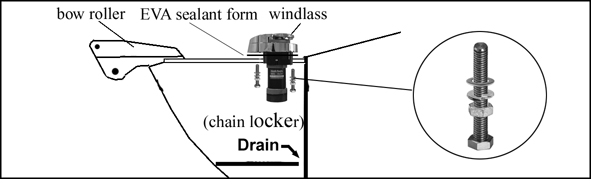 bow roller
EVA sealant form
windlass
(chain locker)
Drain